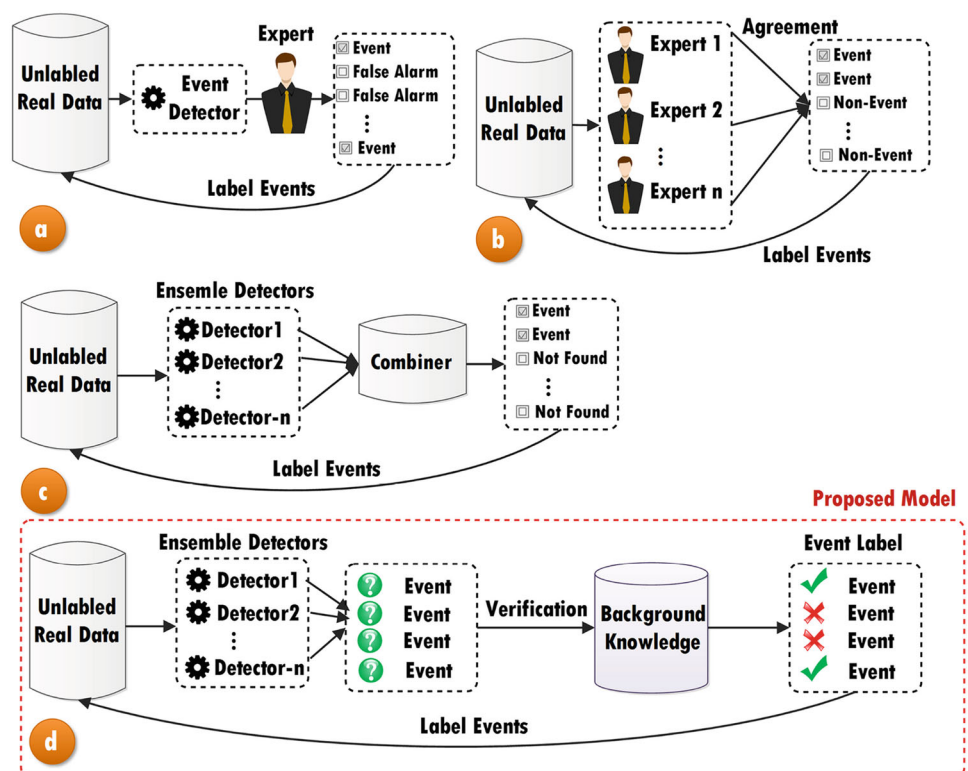 Unlabled
Real Data
Event
Detector
Expert
Event
False Alarm
False Alarm
Event
Label Events
a
Unlabled
Real Data
Expert 1
Expert 2
Expert n
Agreement
Event
Event
Non-Event
Non-Event
Label Events
b
Ensemle Detectors
Unlabled
Real Data
Detector1
Detector2
Detector-n
Combiner
Event
Event
Not Found
Not Found
Label Events
c
Proposed Model
Ensemble Detectors
Unlabled
Real Data
Detector1
Detector2
Detector-n
? Event
? Event
? Event
? Event
Verification
Background
Knowledge
Event Label
Event
Event
Event
Event
Label Events
d